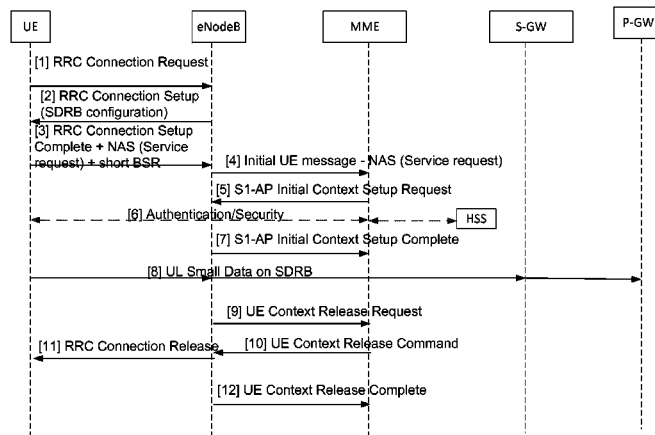 UE
eNodeB
MME
S-GW
P-GW
[1] RRC Connection Request
[2] RRC Connection Setup
(SDRB configuration)
[3] RRC Connection Setup
Complete + NAS (Service
request) + short BSR
[4] Initial UE message - NAS (Service request)
[5] S1-AP Initial Context Setup Request
[6] Authentication/Security
HSS
[7] S1-AP Initial Context Setup Complete
[8] UL Small Data on SDRB
[9] UE Context Release Request
[10] UE Context Release Command
[11] RRC Connection Release
[12] UE Context Release Complete